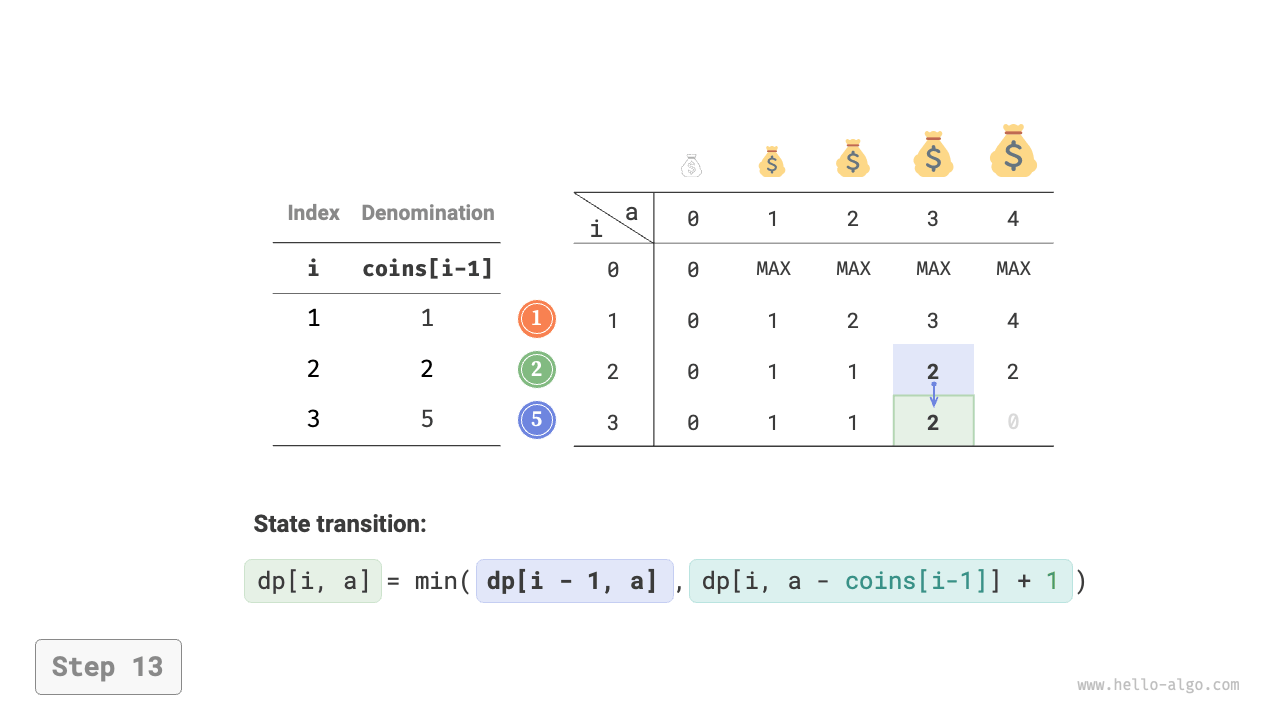 Index Denomination
i coins[i-1]
1 1
2 2
3 5
1
2
5
$ $ $ $ $
i a 0 1 2 3 4
0 0 MAX MAX MAX MAX
1 0 1 2 3 4
2 0 1 1 2 2
3 0 1 1 2 0
State transition:
dp[i, a] = min( dp[i - 1, a] , dp[i, a - coins[i-1]] + 1 )
Step 13
www.hello-algo.com